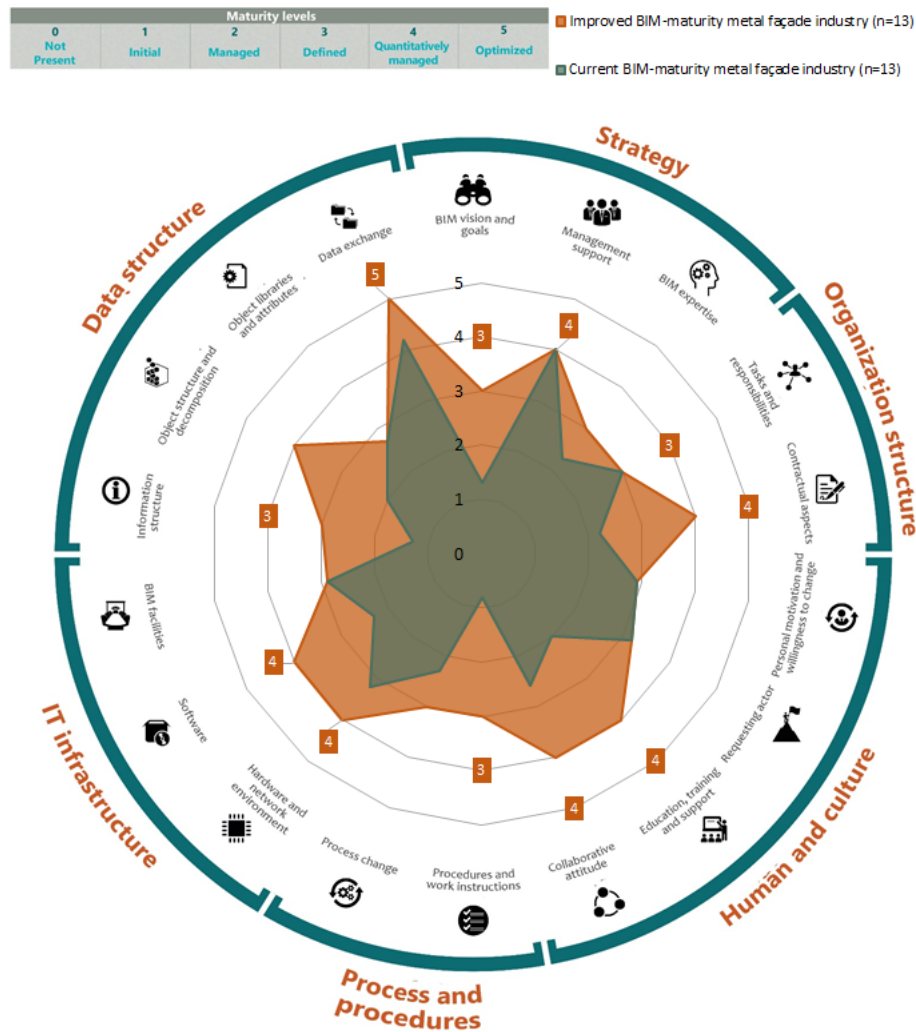 Maturity levels
0 1 2 3 4 5
Not Present Initial Managed Defined Quantitatively managed Optimized
Improved BIM-maturity metal façade industry (n=13)
Current BIM-maturity metal façade industry (n=13)
Strategy
BIM vision and
goals
Management
support
BIM expertise
Organization structure
Tasks and
responsibilities
Contractual aspects
Human and culture
Personal motivation and
willingness to change
Requesting actor
Education, training
and support
Collaborative
attitude
Process and
procedures
Procedures and
work instructions
Process change
IT infrastructure
Hardware and
network
environment
Software
BIM facilities
Data structure
Information
structure
Object structure and
decomposition
Object libraries
and attributes
Data exchange
5
4
3
2
1
0
3
4
3
4
4
4
3
4
4
3
5